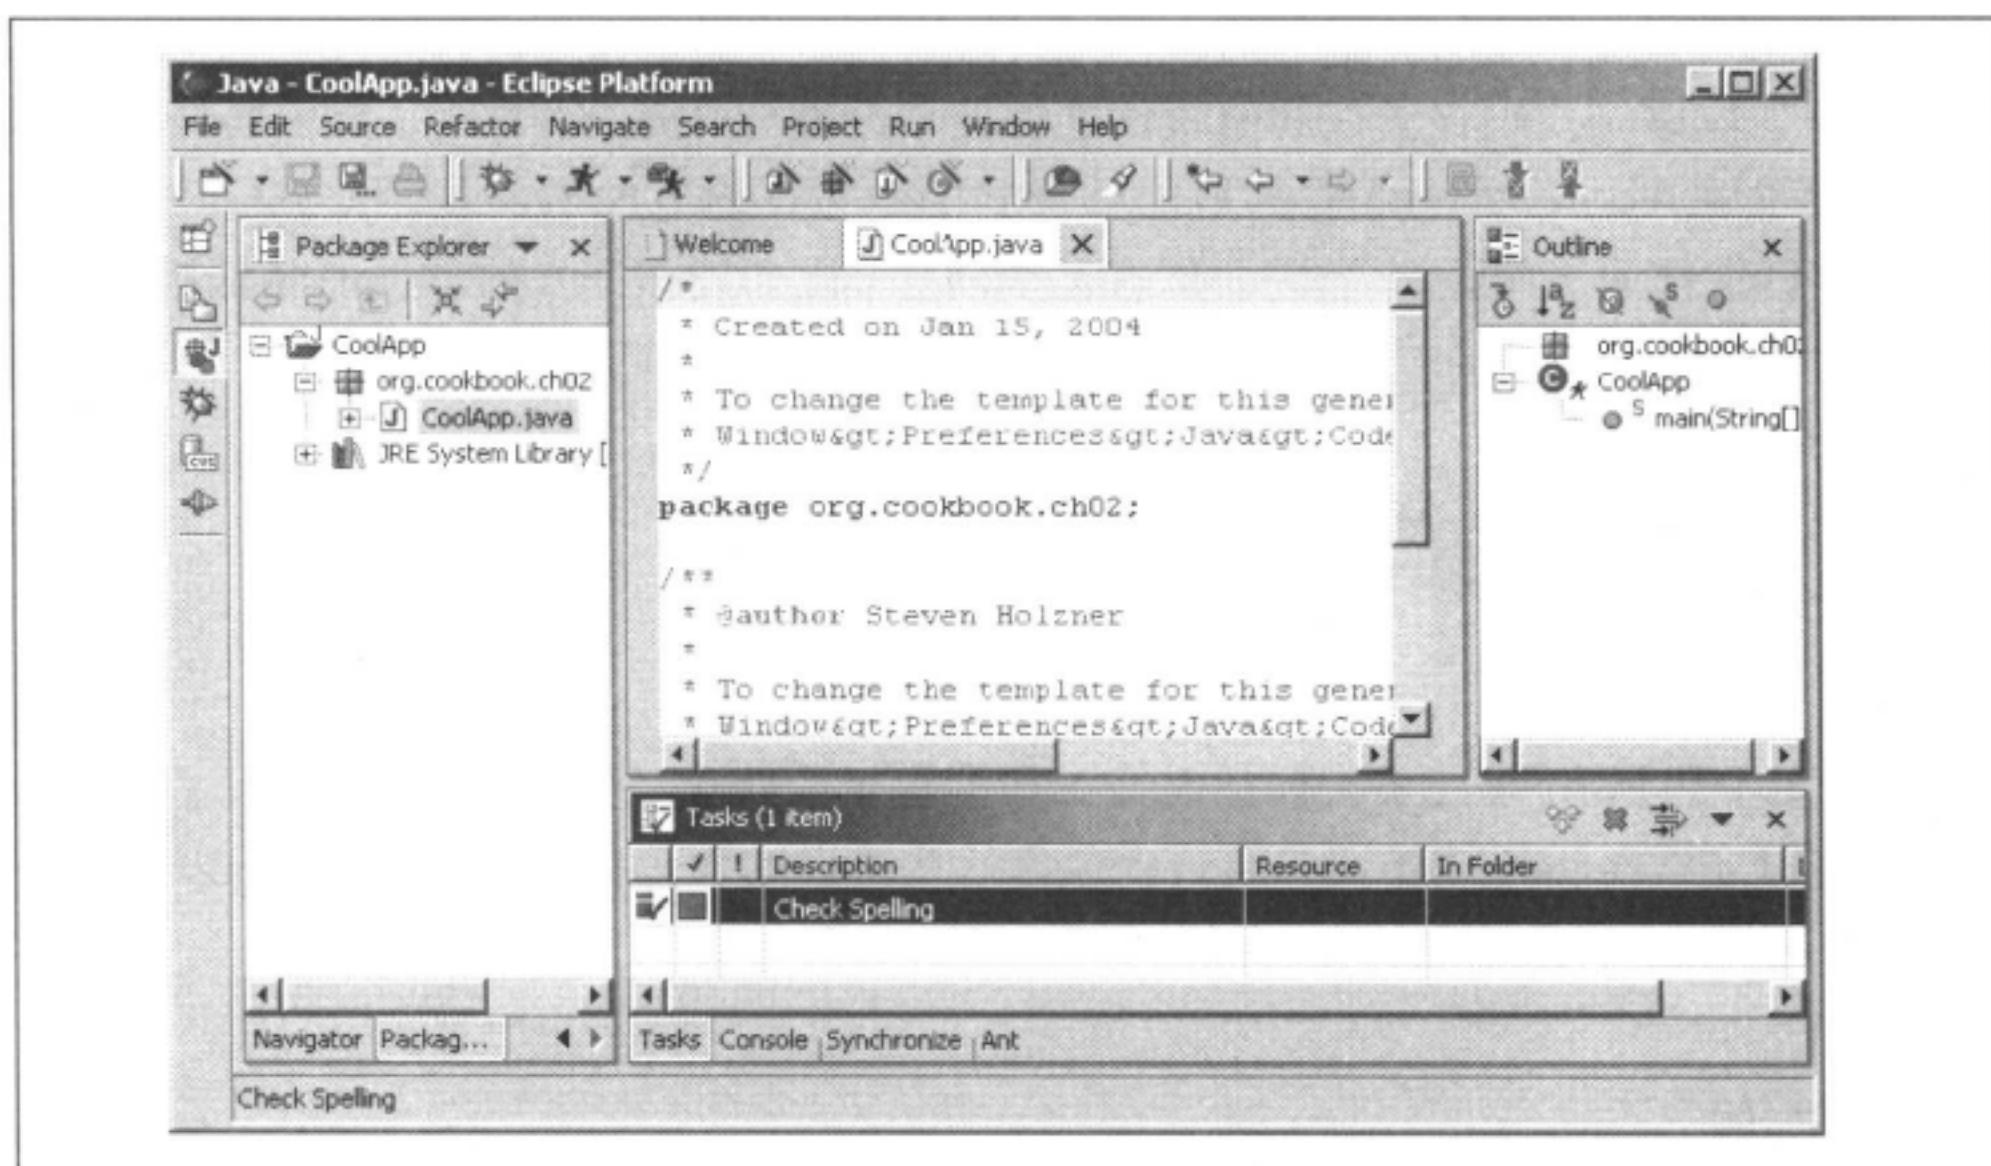 Java - CoolApp.java - Eclipse Platform
File Edit Source Refactor Navigate Search Project Run Window Help
Package Explorer
CoolApp
org.cookbook.ch02
CoolApp.java
JRE System Library [
Navigator Packag...
Welcome CoolApp.java
/*
* Created on Jan 15, 2004
*
* To change the template for this gener
* Window&gt;Preferences&gt;Java&gt;Code
*/
package org.cookbook.ch02;
/**
* @author Steven Holzner
*
* To change the template for this gener
* Window&gt;Preferences&gt;Java&gt;Code
Outline
org.cookbook.ch02
CoolApp
main(String[]
Tasks (1 item)
! Description Resource In Folder
Check Spelling
Tasks Console Synchronize Ant
Check Spelling